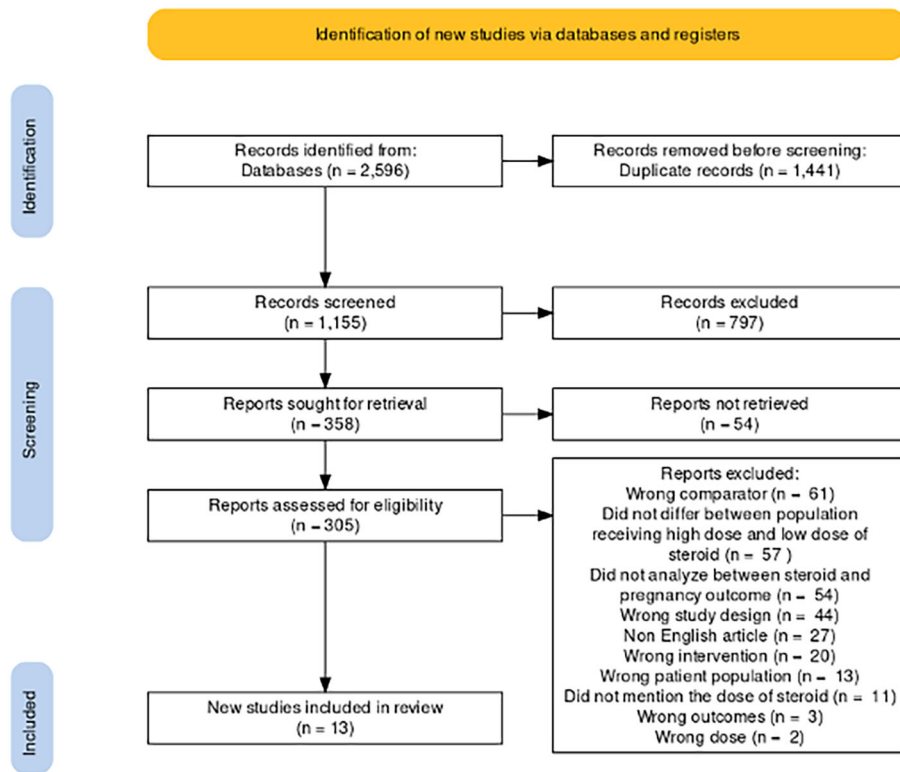 Identification of new studies via databases and registers
Identification
Records identified from:
Databases (n = 2,596)
Records removed before screening:
Duplicate records (n = 1,441)
Screening
Records screened
(n = 1,155)
Records excluded
(n = 797)
Reports sought for retrieval
(n = 358)
Reports not retrieved
(n = 54)
Reports assessed for eligibility
(n = 305)
Reports excluded:
Wrong comparator (n = 61)
Did not differ between population
receiving high dose and low dose of
steroid (n = 57 )
Did not analyze between steroid and
pregnancy outcome (n = 54)
Wrong study design (n = 44)
Non English article (n = 27)
Wrong intervention (n = 20)
Wrong patient population (n = 13)
Did not mention the dose of steroid (n = 11)
Wrong outcomes (n = 3)
Wrong dose (n = 2)
Included
New studies included in review
(n = 13)